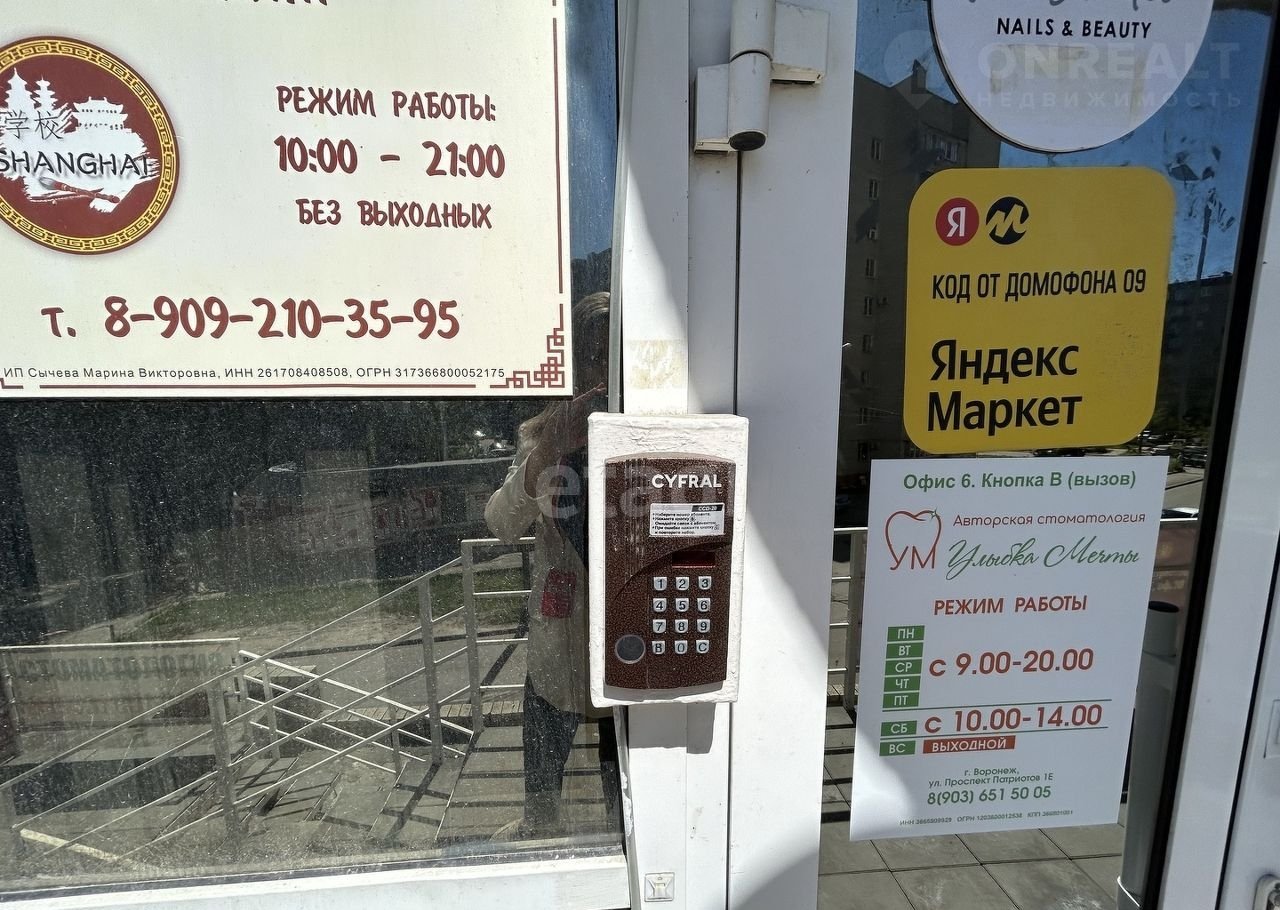 学校
SHANGHAI
РЕЖИМ РАБОТЫ:
10:00 - 21:00
БЕЗ ВЫХОДНЫХ
т. 8-909-210-35-95
ИП Сычева Марина Викторовна, ИНН 261708408508, ОГРН 317366800052175
CYFRAL
CCD-20
1 2 3
4 5 6
7 8 9
В 0 С
NAILS & BEAUTY
ONREALT
НЕДВИЖИМОСТЬ
Я М
КОД ОТ ДОМОФОНА 09
Яндекс
Маркет
Офис 6. Кнопка В (вызов)
УМ
Авторская стоматология
Улыбка Мечты
РЕЖИМ РАБОТЫ
ПН
ВТ
СР
ЧТ
ПТ
с 9.00-20.00
СБ с 10.00-14.00
ВС ВЫХОДНОЙ
г. Воронеж,
ул. Проспект Патриотов 1Е
8(903) 651 50 05